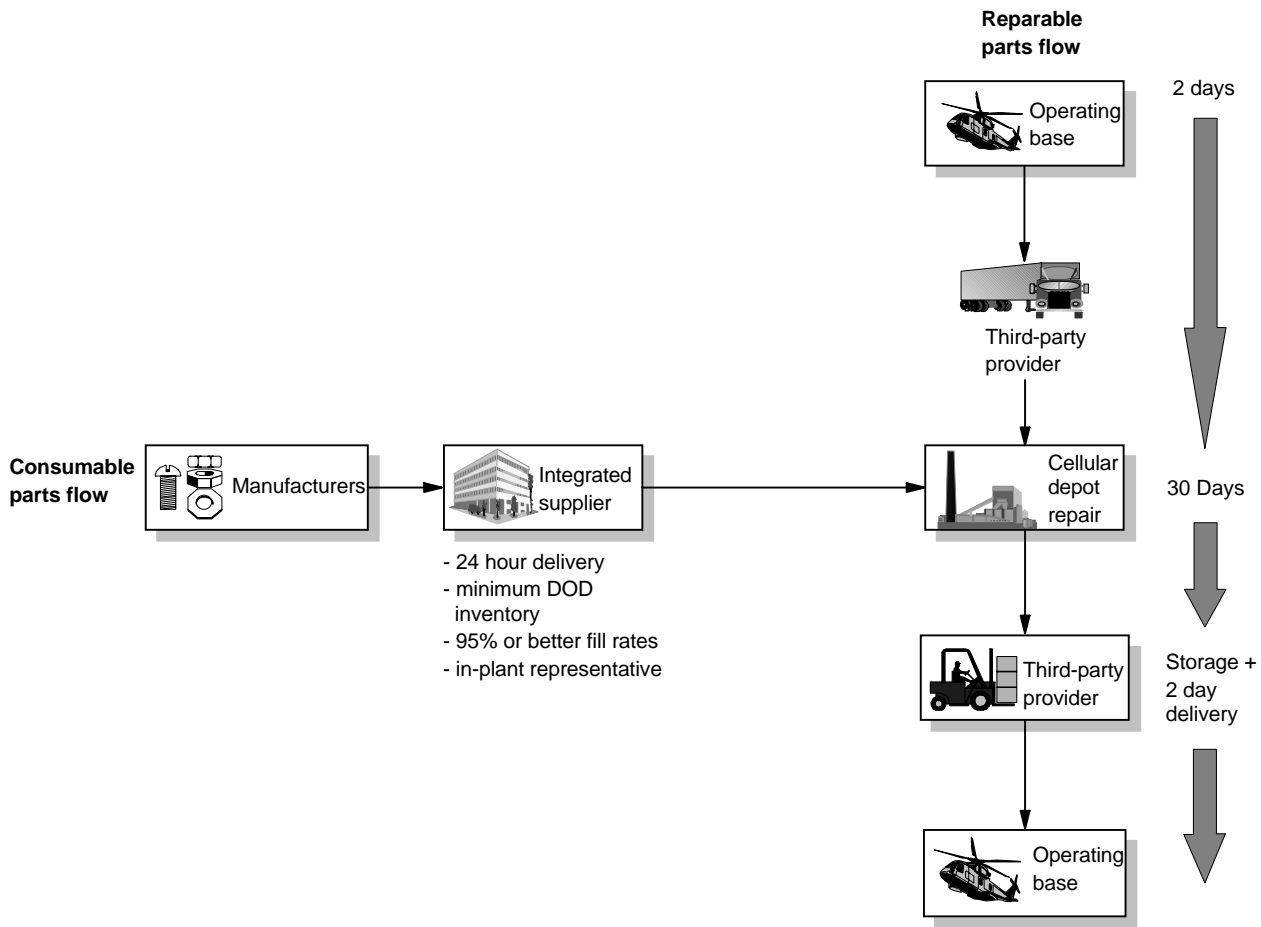 Reparable
parts flow
Operating
base
2 days
Third-party
provider
Consumable
parts flow
Manufacturers
Integrated
supplier
Cellular
depot
repair
30 Days
- 24 hour delivery
- minimum DOD
inventory
- 95% or better fill rates
- in-plant representative
Third-party
provider
Storage +
2 day
delivery
Operating
base